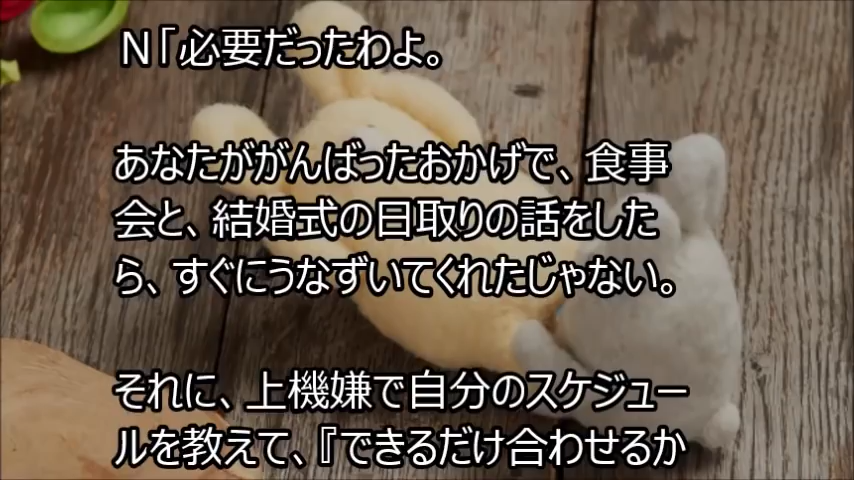 N「必要だったわよ。
あなたががんばったおかげで、食事
会と、結婚式の日取りの話をした
ら、すぐにうなずいてくれたじゃない。
それに、上機嫌で自分のスケジュー
ルを教えて、『できるだけ合わせるか